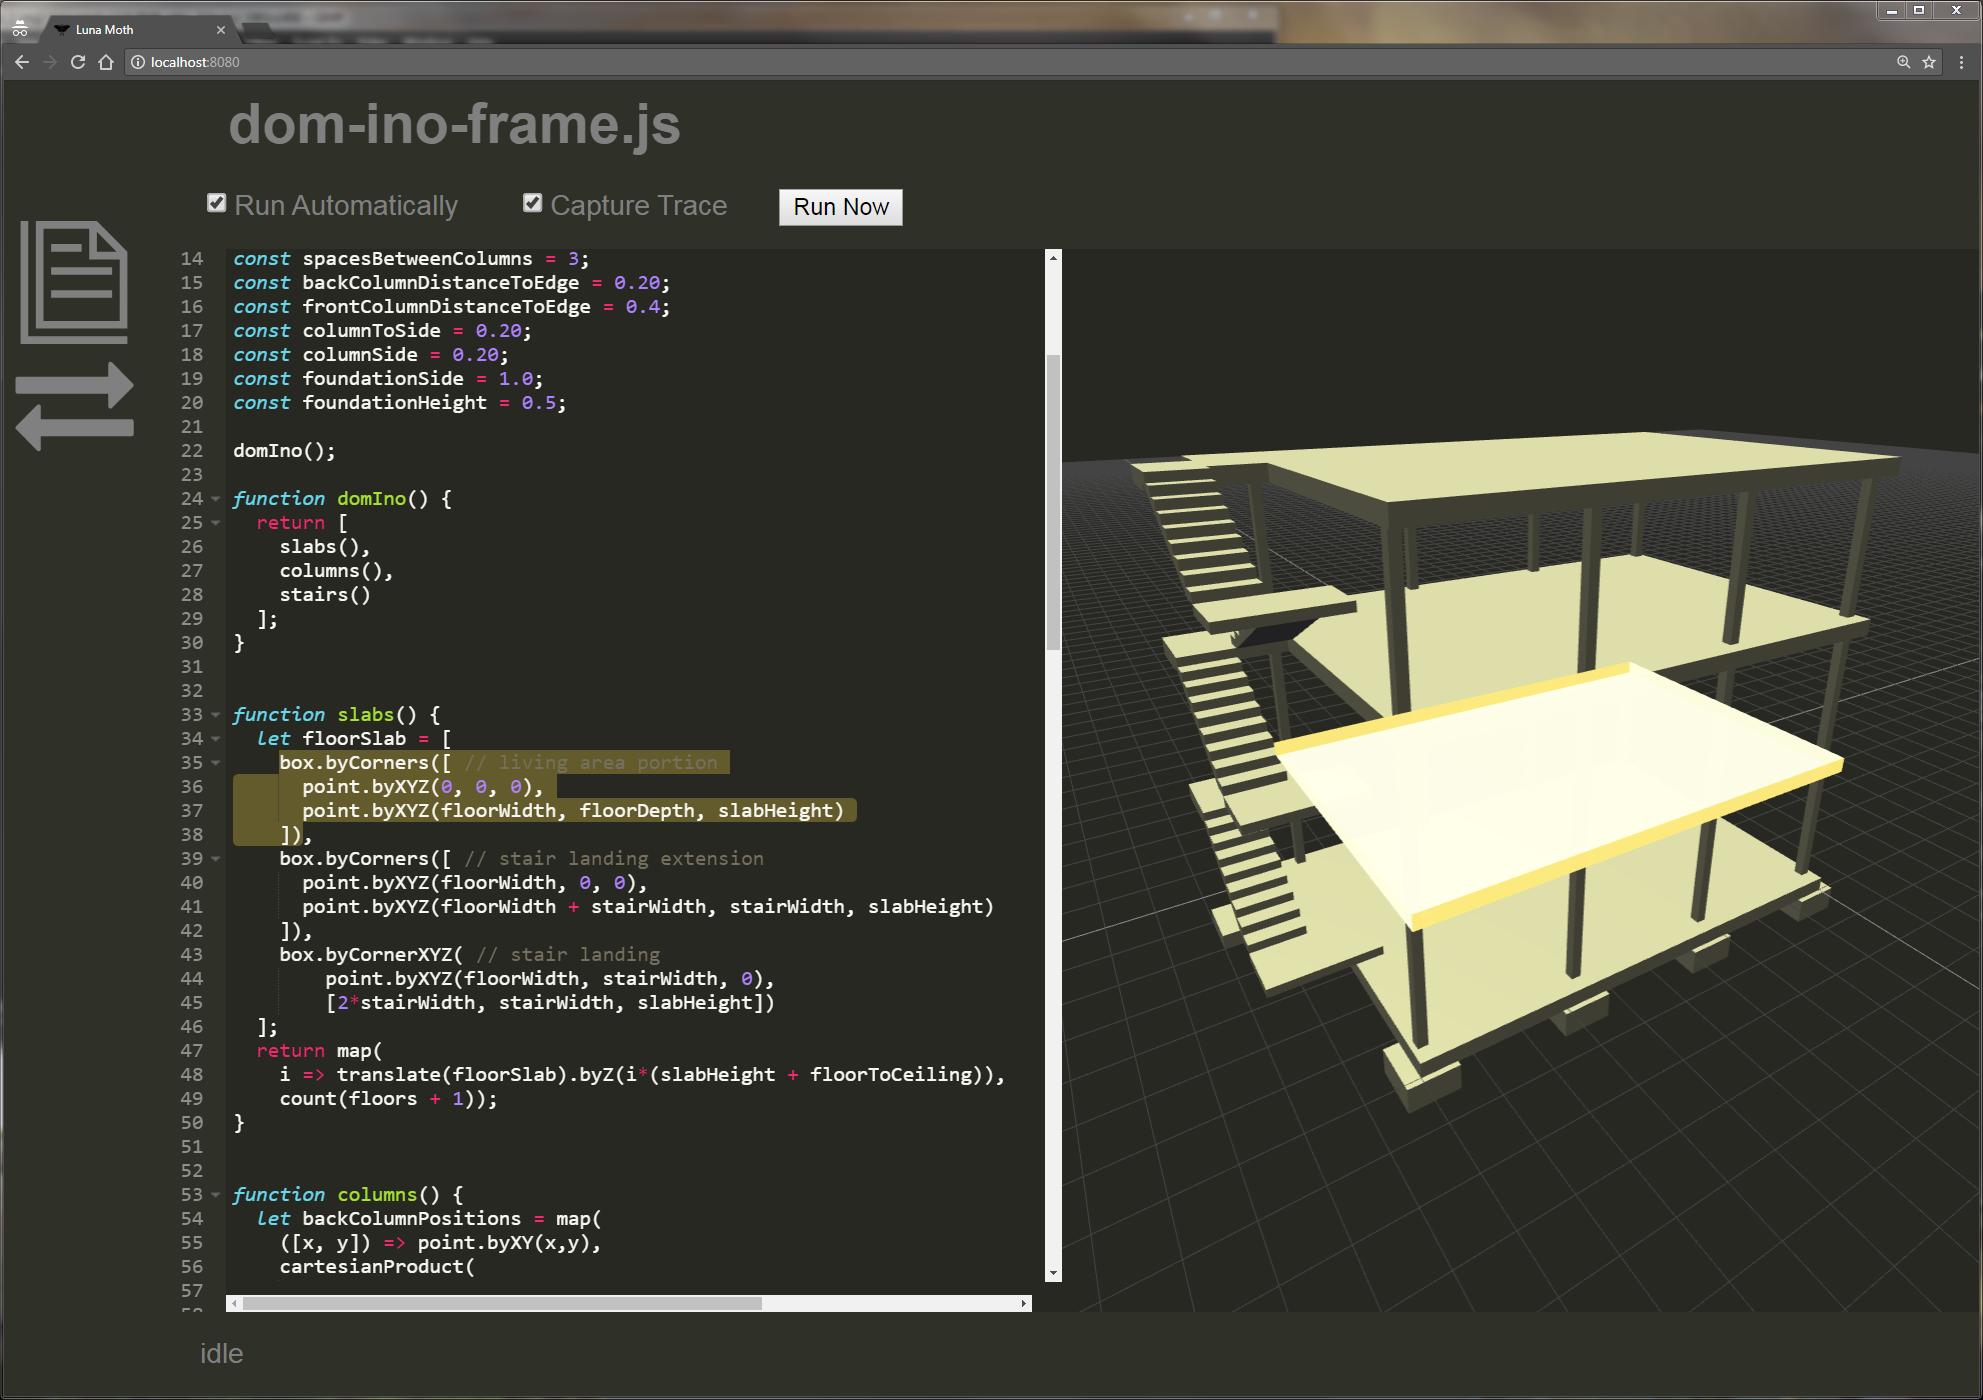 Luna Moth
localhost:8080
dom-ino-frame.js
Run Automatically
Capture Trace
Run Now
14 const spacesBetweenColumns = 3;
15 const backColumnDistanceToEdge = 0.20;
16 const frontColumnDistanceToEdge = 0.4;
17 const columnToSide = 0.20;
18 const columnSide = 0.20;
19 const foundationSide = 1.0;
20 const foundationHeight = 0.5;
21
22 domIno();
23
24 function domIno() {
25   return [
26     slabs(),
27     columns(),
28     stairs()
29   ];
30 }
31
32
33 function slabs() {
34   let floorSlab = [
35     box.byCorners([ // living area portion
36       point.byXYZ(0, 0, 0),
37       point.byXYZ(floorWidth, floorDepth, slabHeight)
38     ]),
39     box.byCorners([ // stair landing extension
40       point.byXYZ(floorWidth, 0, 0),
41       point.byXYZ(floorWidth + stairWidth, stairWidth, slabHeight)
42     ]),
43     box.byCornerXYZ( // stair landing
44         point.byXYZ(floorWidth, stairWidth, 0),
45         [2*stairWidth, stairWidth, slabHeight])
46   ];
47   return map(
48     i => translate(floorSlab).byZ(i*(slabHeight + floorToCeiling)),
49     count(floors + 1));
50 }
51
52
53 function columns() {
54   let backColumnPositions = map(
55     ([x, y]) => point.byXY(x,y),
56     cartesianProduct(
57
idle